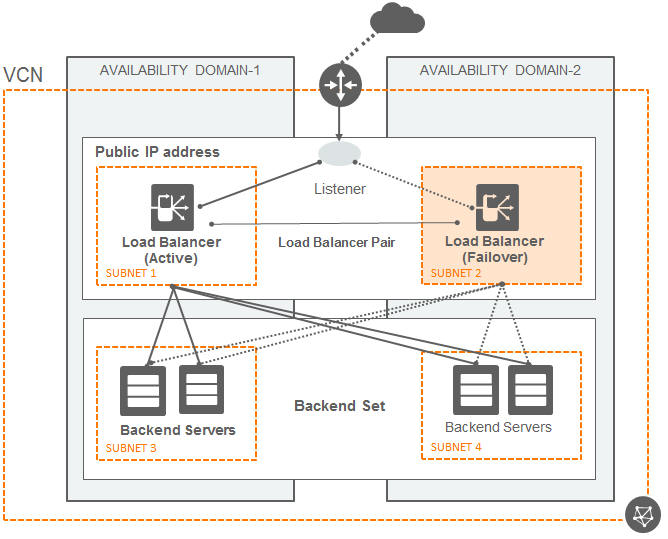 VCN
AVAILABILITY DOMAIN-1
AVAILABILITY DOMAIN-2
Public IP address
Listener
Load Balancer
(Active)
SUBNET 1
Load Balancer Pair
Load Balancer
(Failover)
SUBNET 2
Backend Servers
SUBNET 3
Backend Set
Backend Servers
SUBNET 4